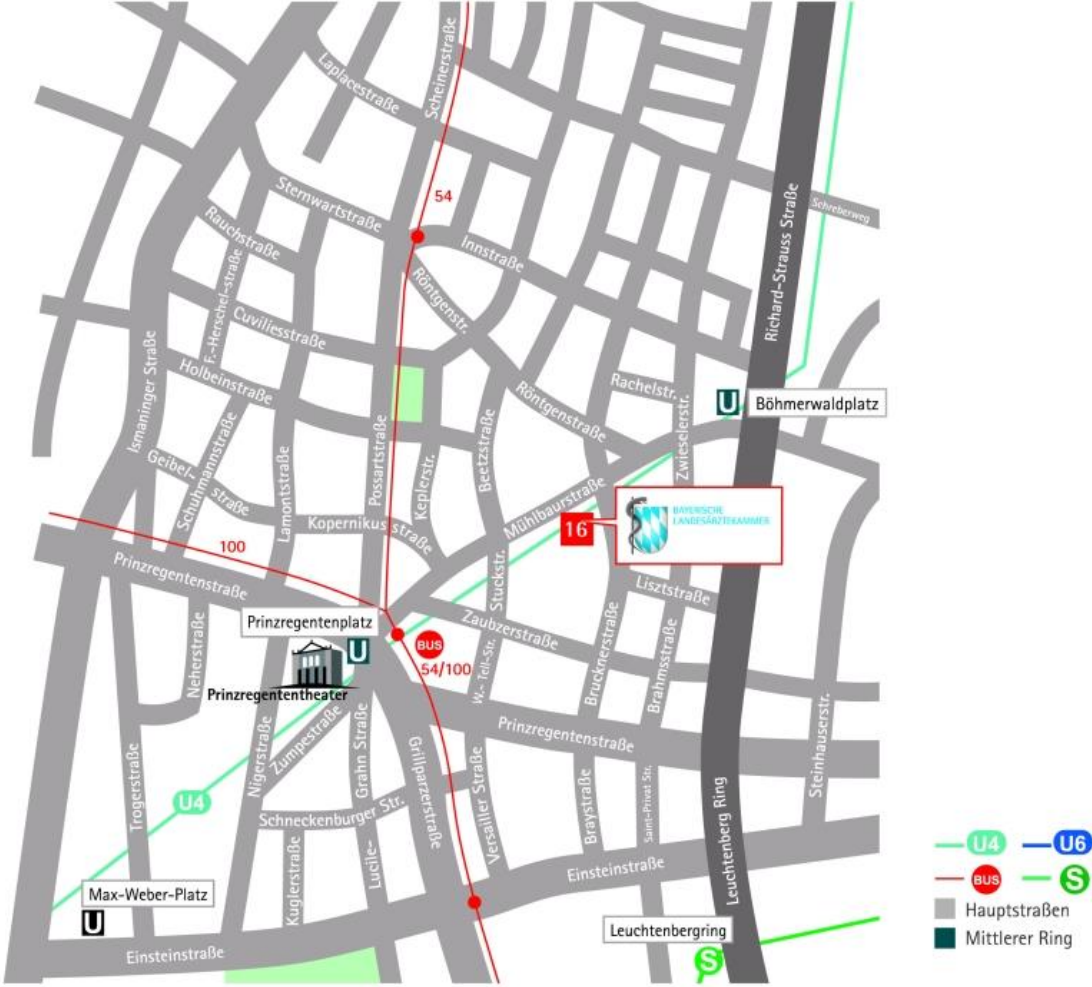 Scheinerstraße
Laplacestraße
54
Sternwartstraße
Schreberweg
Rauchstraße
Innstraße
Richard-Strauss Straße
F.-Herschel-straße
Röntgenstr.
Cuviliesstraße
Ismaninger Straße
Holbeinstraße
Röntgenstraße
Rachelstr.
Böhmerwaldplatz
U
Zwieselerstr.
Schuhmannstraße
Lamontstraße
Possartstraße
Keplerstr.
Beetzstraße
Geibel-
straße
Mühlbaurstraße
Kopernikus straße
16
BAYERISCHE
LANDESÄRZTEKAMMER
100
Prinzregentenstraße
Stuckstr.
Lisztstraße
Neherstraße
Prinzregentenplatz
U
BUS
54/100
Zaubzerstraße
Prinzregententheater
W.- Tell-Str.
Brucknerstraße
Brahmsstraße
Prinzregentenstraße
Steinhauserstr.
Trogerstraße
Nigerstraße
Zumpestraße
Grahn Straße
Grillparzerstraße
U4
Schneckenburger Str.
Versailler Straße
Braystraße
Saint-Privat Str.
Leuchtenberg Ring
Kuglerstraße
Lucile-
Einsteinstraße
Max-Weber-Platz
U
Einsteinstraße
Leuchtenbergring
S
U4
U6
BUS
S
Hauptstraßen
Mittlerer Ring